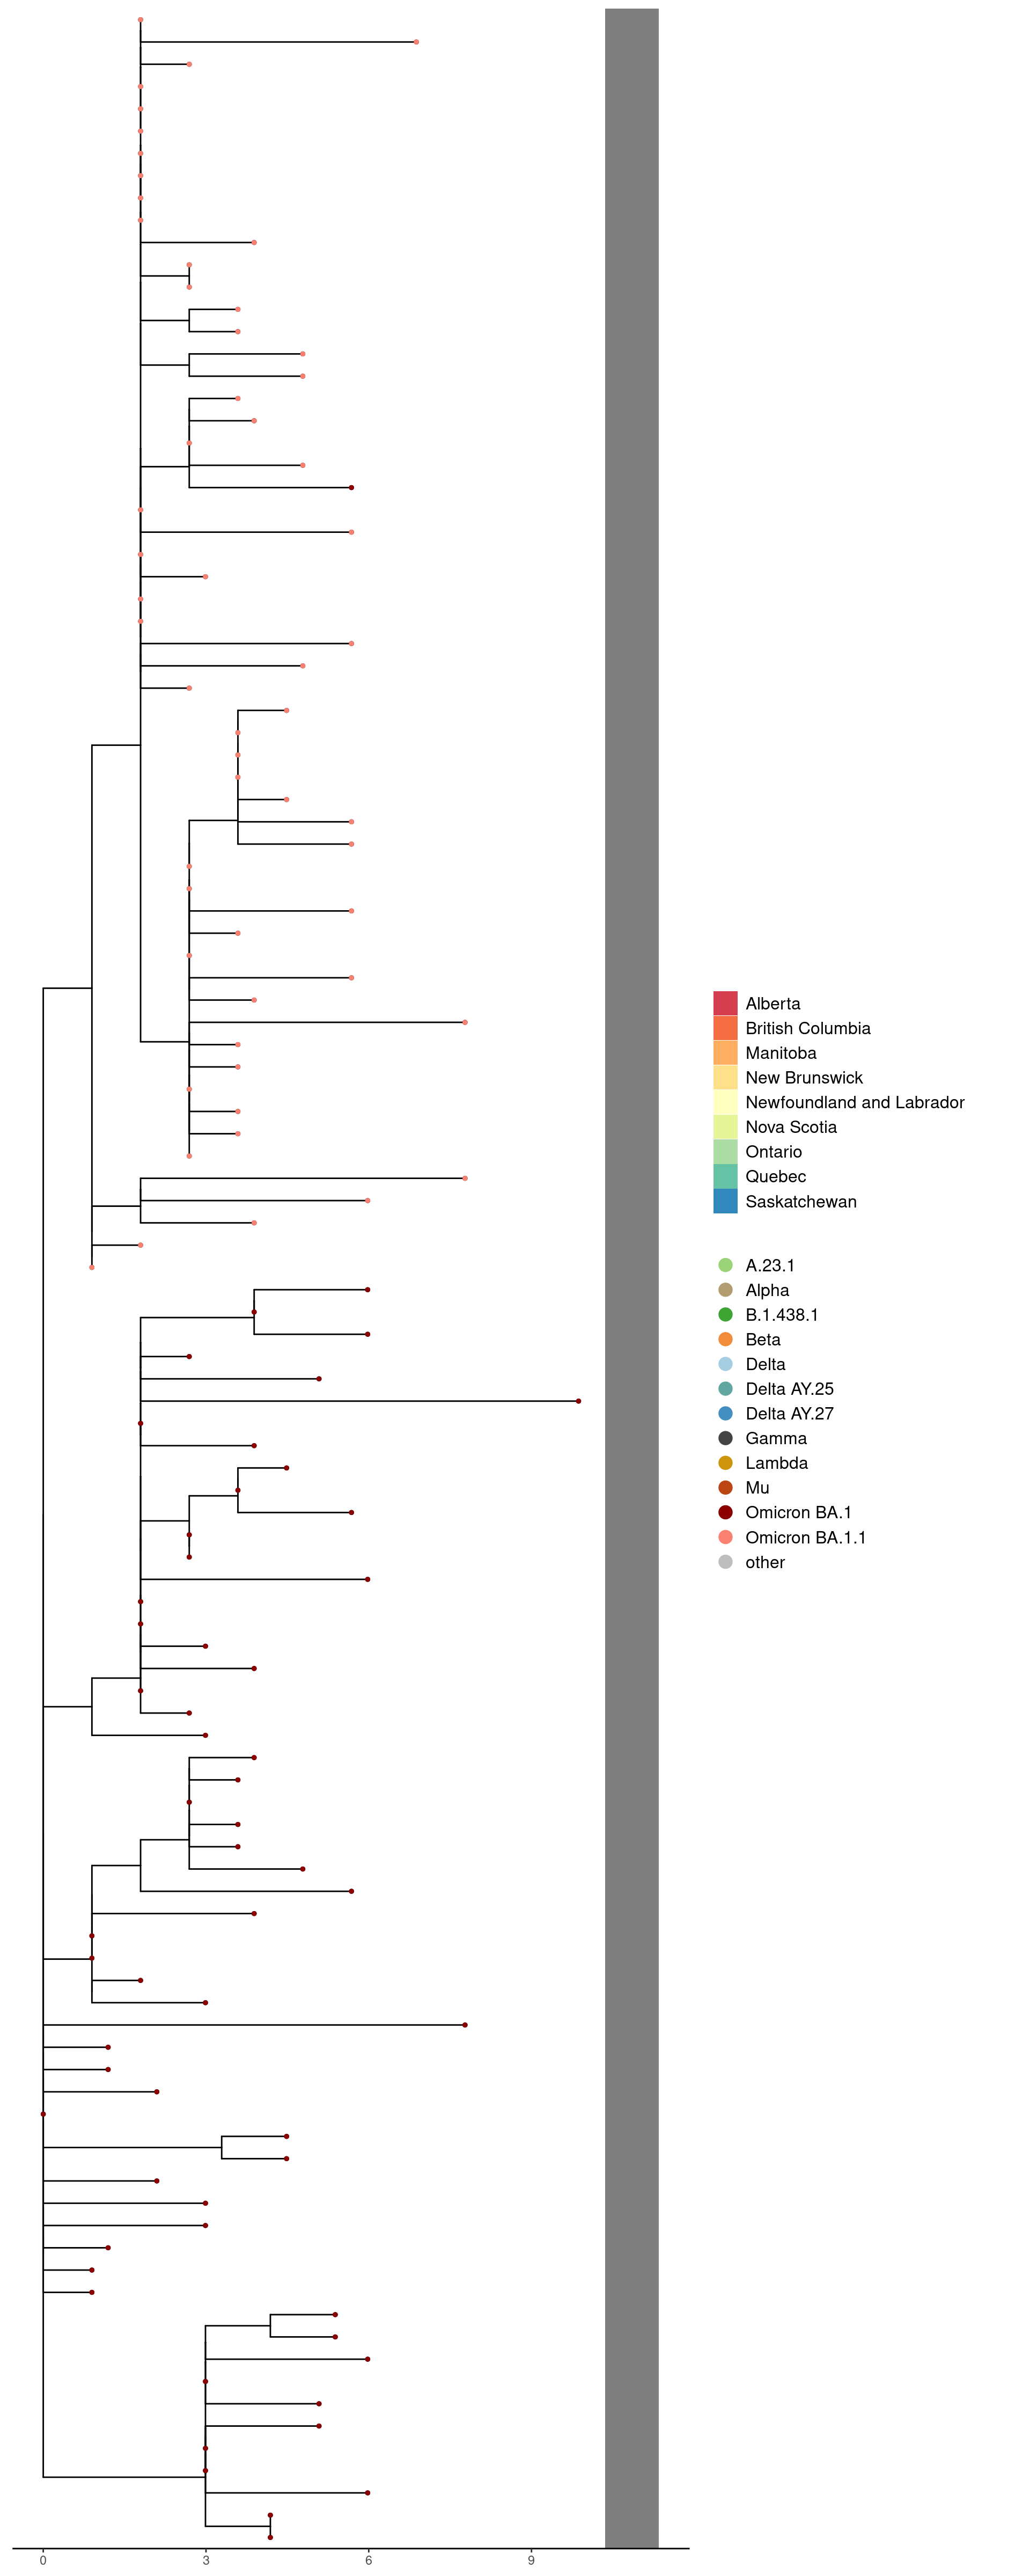 Alberta
British Columbia
Manitoba
New Brunswick
Newfoundland and Labrador
Nova Scotia
Ontario
Quebec
Saskatchewan
A.23.1
Alpha
B.1.438.1
Beta
Delta
Delta AY.25
Delta AY.27
Gamma
Lambda
Mu
Omicron BA.1
Omicron BA.1.1
other
0 3 6 9